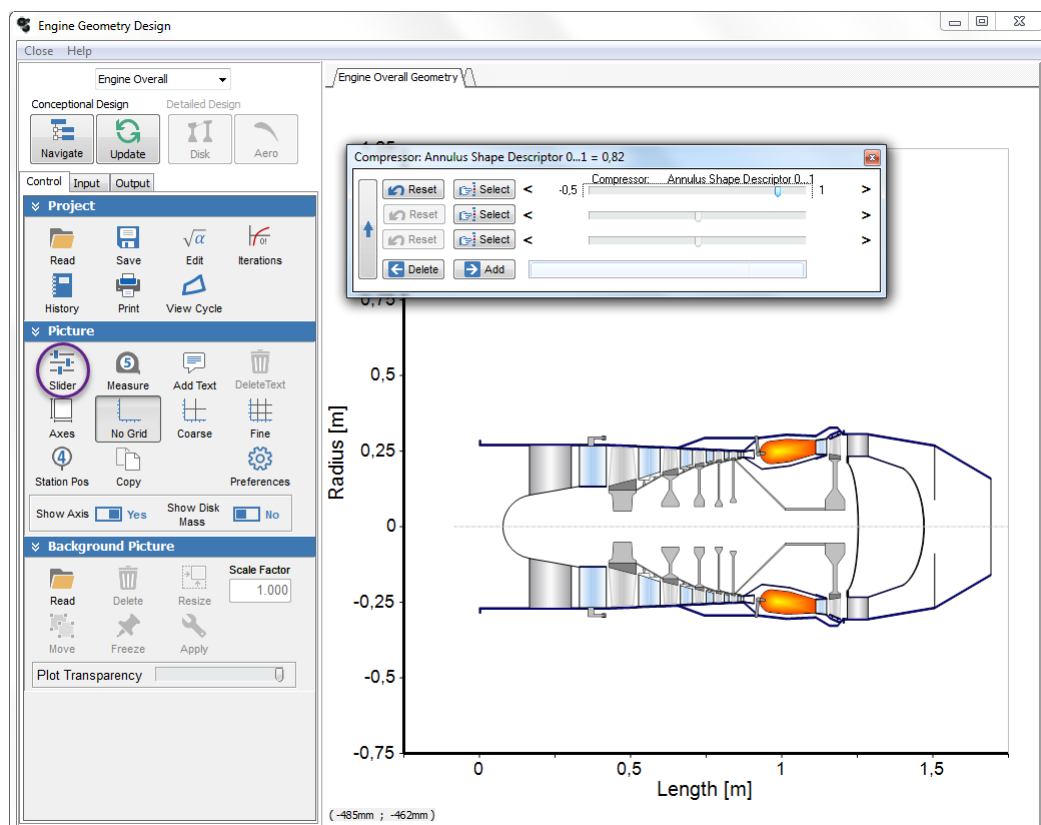 Engine Geometry Design
Close Help
Engine Overall
Conceptional Design Detailed Design
Navigate Update Disk Aero
Control Input Output
Project
Read Save Edit Iterations
History Print View Cycle
Picture
Slider Measure Add Text DeleteText
Axes No Grid Coarse Fine
Station Pos Copy Preferences
Show Axis Yes Show Disk Mass No
Background Picture
Read Delete Resize Scale Factor
1.000
Move Freeze Apply
Plot Transparency
Engine Overall Geometry
Compressor: Annulus Shape Descriptor 0...1 = 0,82
Compressor: Annulus Shape Descriptor 0...1
Reset Select < -0,5 1 >
Reset Select < >
Reset Select < >
Delete Add
0,75
0,5
0,25
0
-0,25
-0,5
-0,75
Radius [m]
0 0,5 1 1,5
Length [m]
(-485mm ; -462mm)